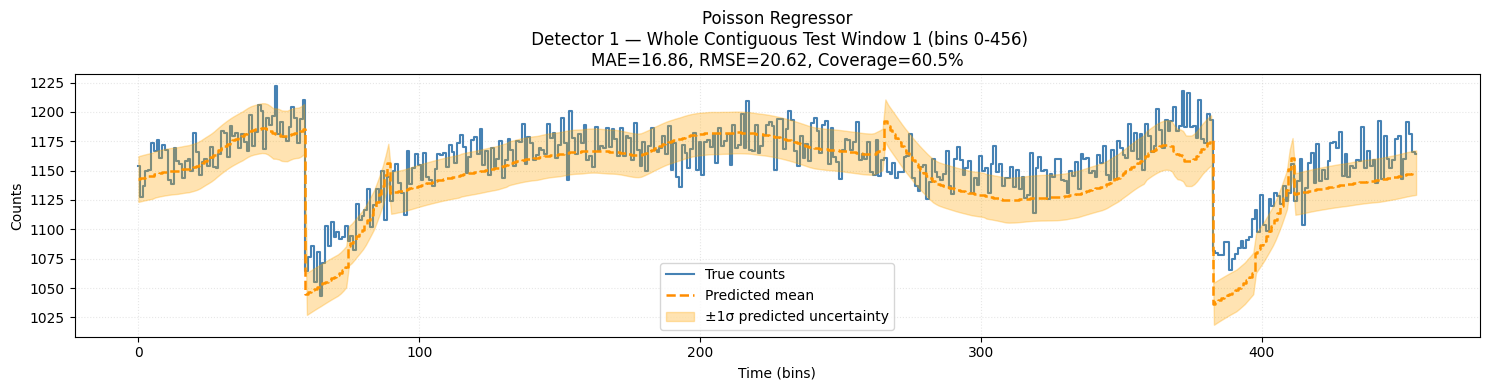 Poisson Regressor
Detector 1 — Whole Contiguous Test Window 1 (bins 0-456)
MAE=16.86, RMSE=20.62, Coverage=60.5%
1225
1200
1175
1150
1125
1100
1075
1050
1025
Counts
True counts
Predicted mean
±1σ predicted uncertainty
0
100
200
300
400
Time (bins)